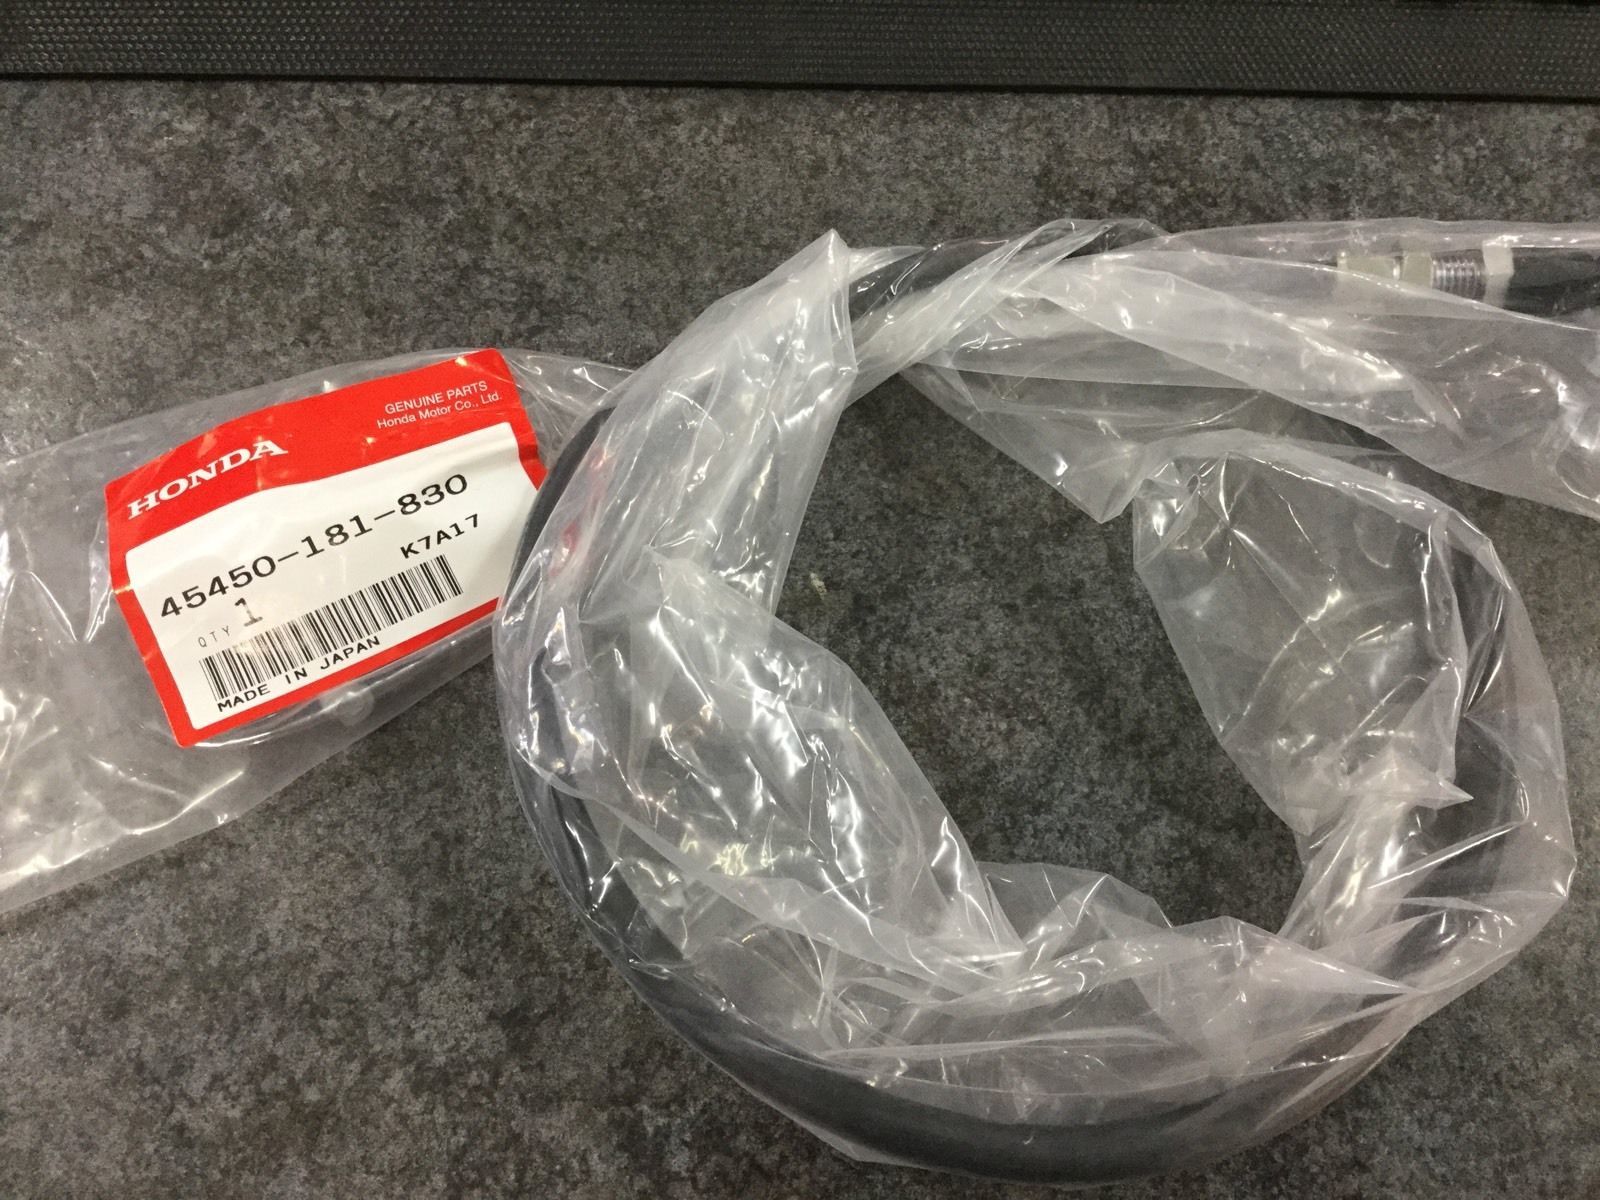 GENUINE PARTS
Honda Motor Co., Ltd.
HONDA
45450-181-830
K7A17
QTY 1
MADE IN JAPAN